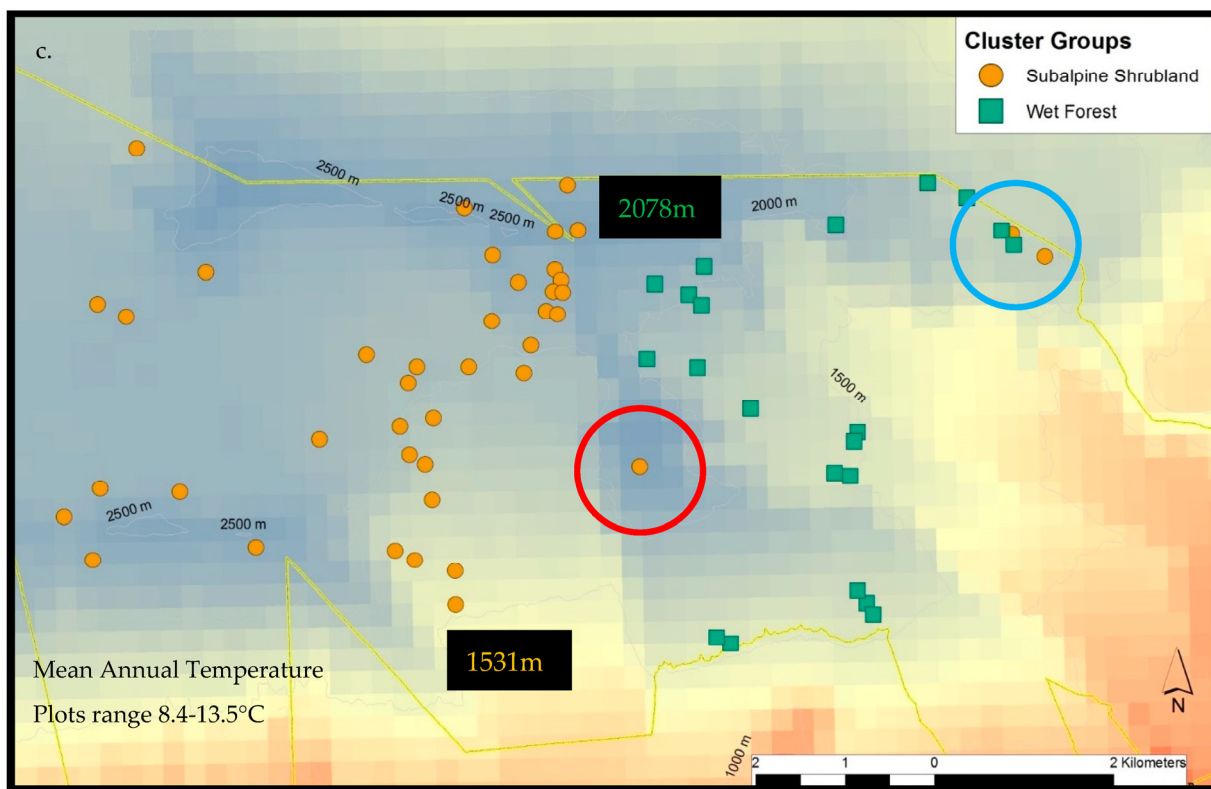 c.
Cluster Groups
Subalpine Shrubland
Wet Forest
2500 m
2500 m
2500 m
2078m
2000 m
1500 m
2500 m
2500 m
1531m
Mean Annual Temperature
Plots range 8.4-13.5°C
N
1000 m
2 1 0 2 Kilometers